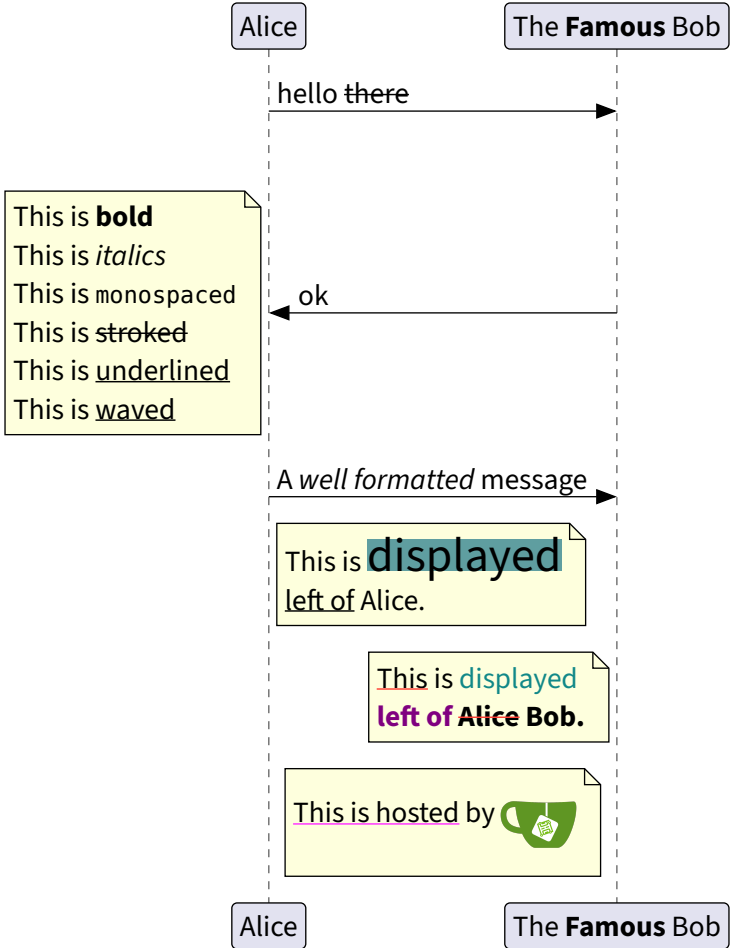 Alice
The Famous Bob
hello there
This is bold
This is italics
This is monospaced
This is stroked
This is underlined
This is waved
ok
A well formatted message
This is displayed
left of Alice.
This is displayed
left of Alice Bob.
This is hosted by
Alice
The Famous Bob